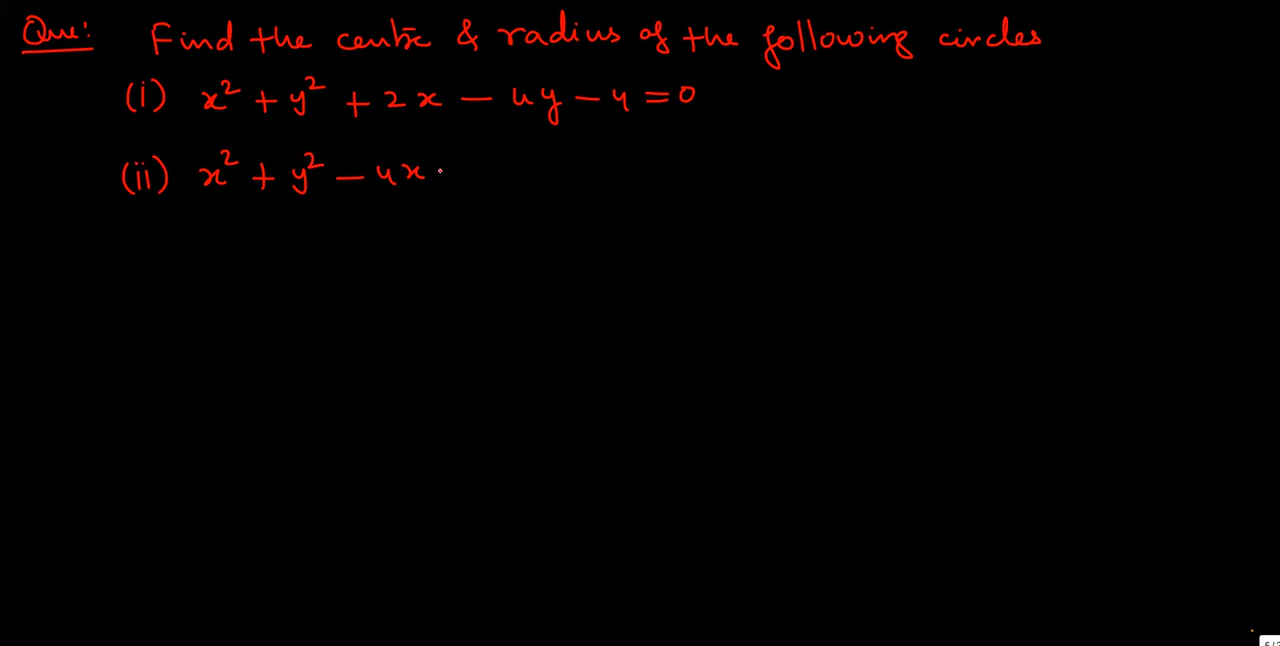 Que: Find the centre & radius of the following circles
(i) x² + y² + 2x - 4y - 4 = 0
(ii) x² + y² - 4x